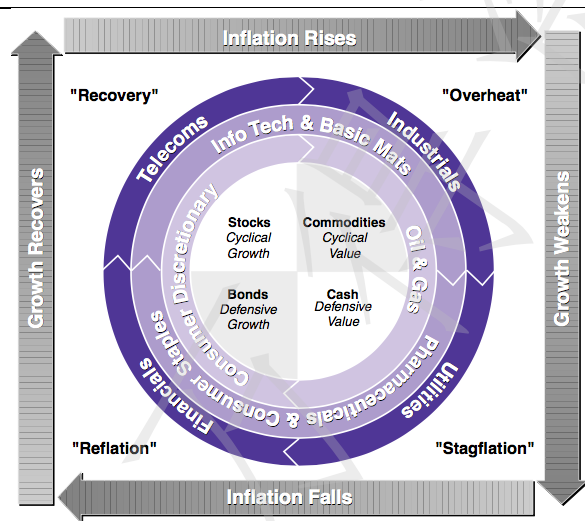 Inflation Rises
"Recovery"
"Overheat"
Telecoms
Info Tech & Basic Mats
Industrials
Growth Recovers
Growth Weakens
Consumer Discretionary
Oil & Gas
Stocks
Cyclical
Growth
Commodities
Cyclical
Value
Bonds
Defensive
Growth
Cash
Defensive
Value
Financials
Pharmaceuticals & Consumer Staples
Utilities
"Reflation"
"Stagflation"
Inflation Falls